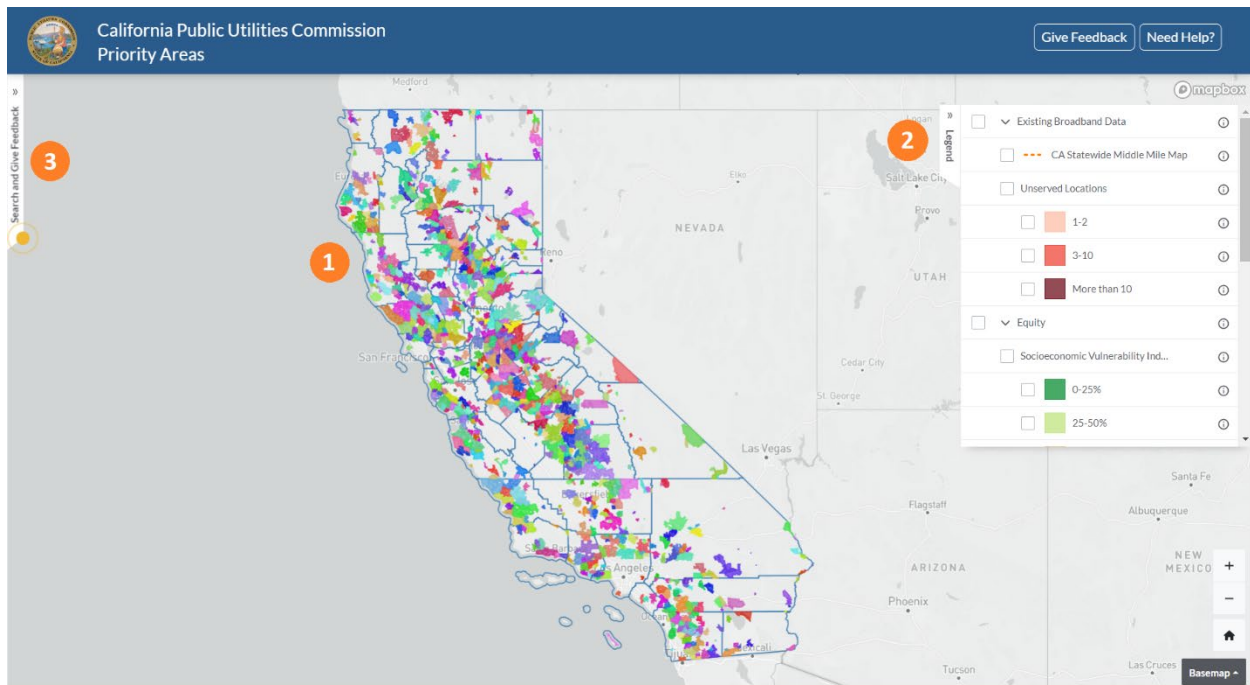 California Public Utilities Commission
Priority Areas
Give Feedback
Need Help?
»
Search and Give Feedback
3
Medford
mapbox
Logan
2
»
Legend
Existing Broadband Data
CA Statewide Middle Mile Map
Unserved Locations
1-2
3-10
More than 10
Equity
Socioeconomic Vulnerability Ind...
0-25%
25-50%
Elko
Salt Lake City
Provo
NEVADA
Reno
1
UTAH
San Francisco
Cedar City
St. George
Las Vegas
Santa Fe
Flagstaff
Albuquerque
Bakersfield
Los Angeles
ARIZONA
NEW
MEXICO
Phoenix
+
−
Mexicali
Tucson
Las Cruces
Basemap